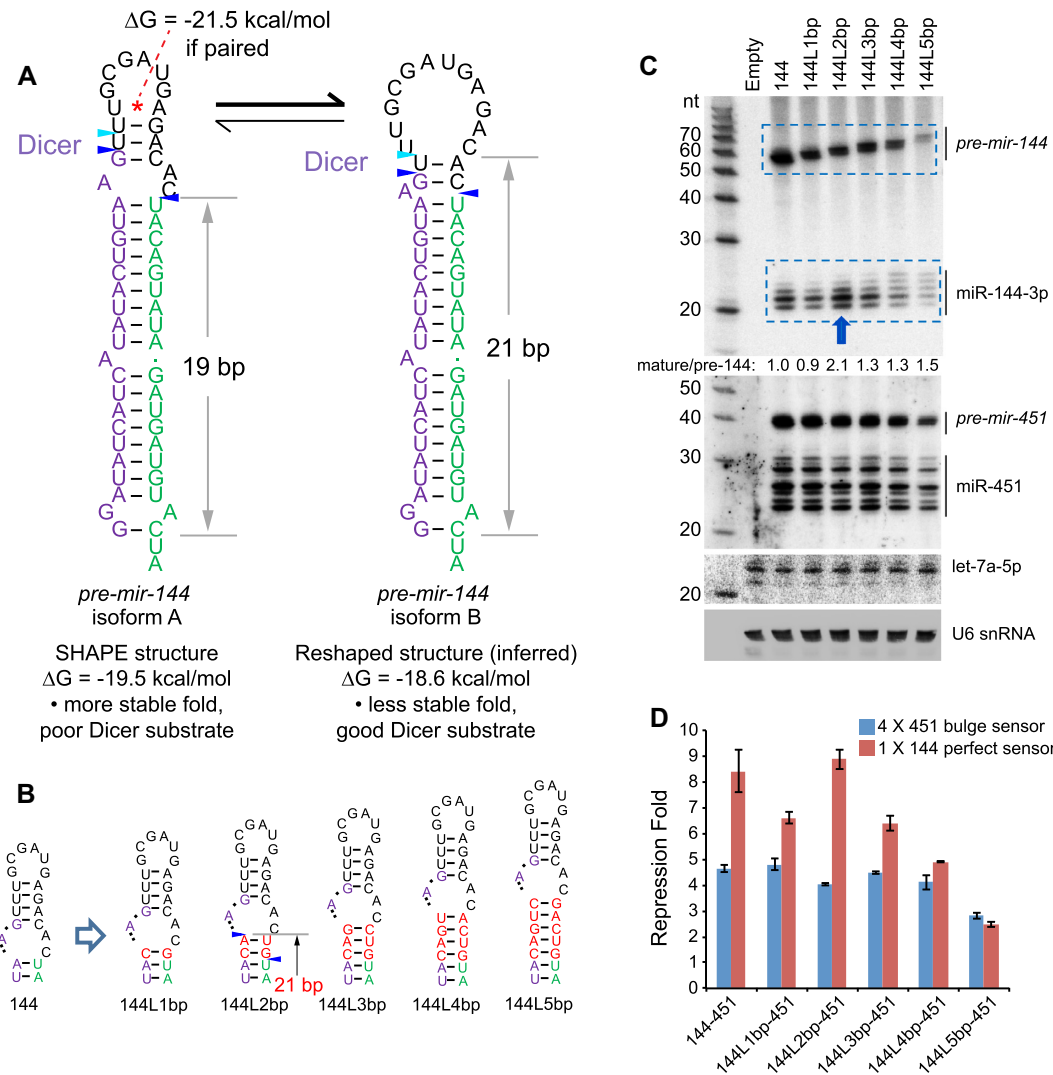 A
ΔG = -21.5 kcal/mol
if paired
*
Dicer
19 bp
pre-mir-144
isoform A
SHAPE structure
ΔG = -19.5 kcal/mol
• more stable fold,
poor Dicer substrate
Dicer
21 bp
pre-mir-144
isoform B
Reshaped structure (inferred)
ΔG = -18.6 kcal/mol
• less stable fold,
good Dicer substrate
B
144
144L1bp
144L2bp
21 bp
144L3bp
144L4bp
144L5bp
C
Empty
144
144L1bp
144L2bp
144L3bp
144L4bp
144L5bp
nt
70
60
50
40
30
20
pre-mir-144
miR-144-3p
mature/pre-144: 1.0 0.9 2.1 1.3 1.3 1.5
50
40
30
20
pre-mir-451
miR-451
20
let-7a-5p
U6 snRNA
D
4 X 451 bulge sensor
1 X 144 perfect sensor
Repression Fold
10
9
8
7
6
5
4
3
2
1
0
144-451
144L1bp-451
144L2bp-451
144L3bp-451
144L4bp-451
144L5bp-451